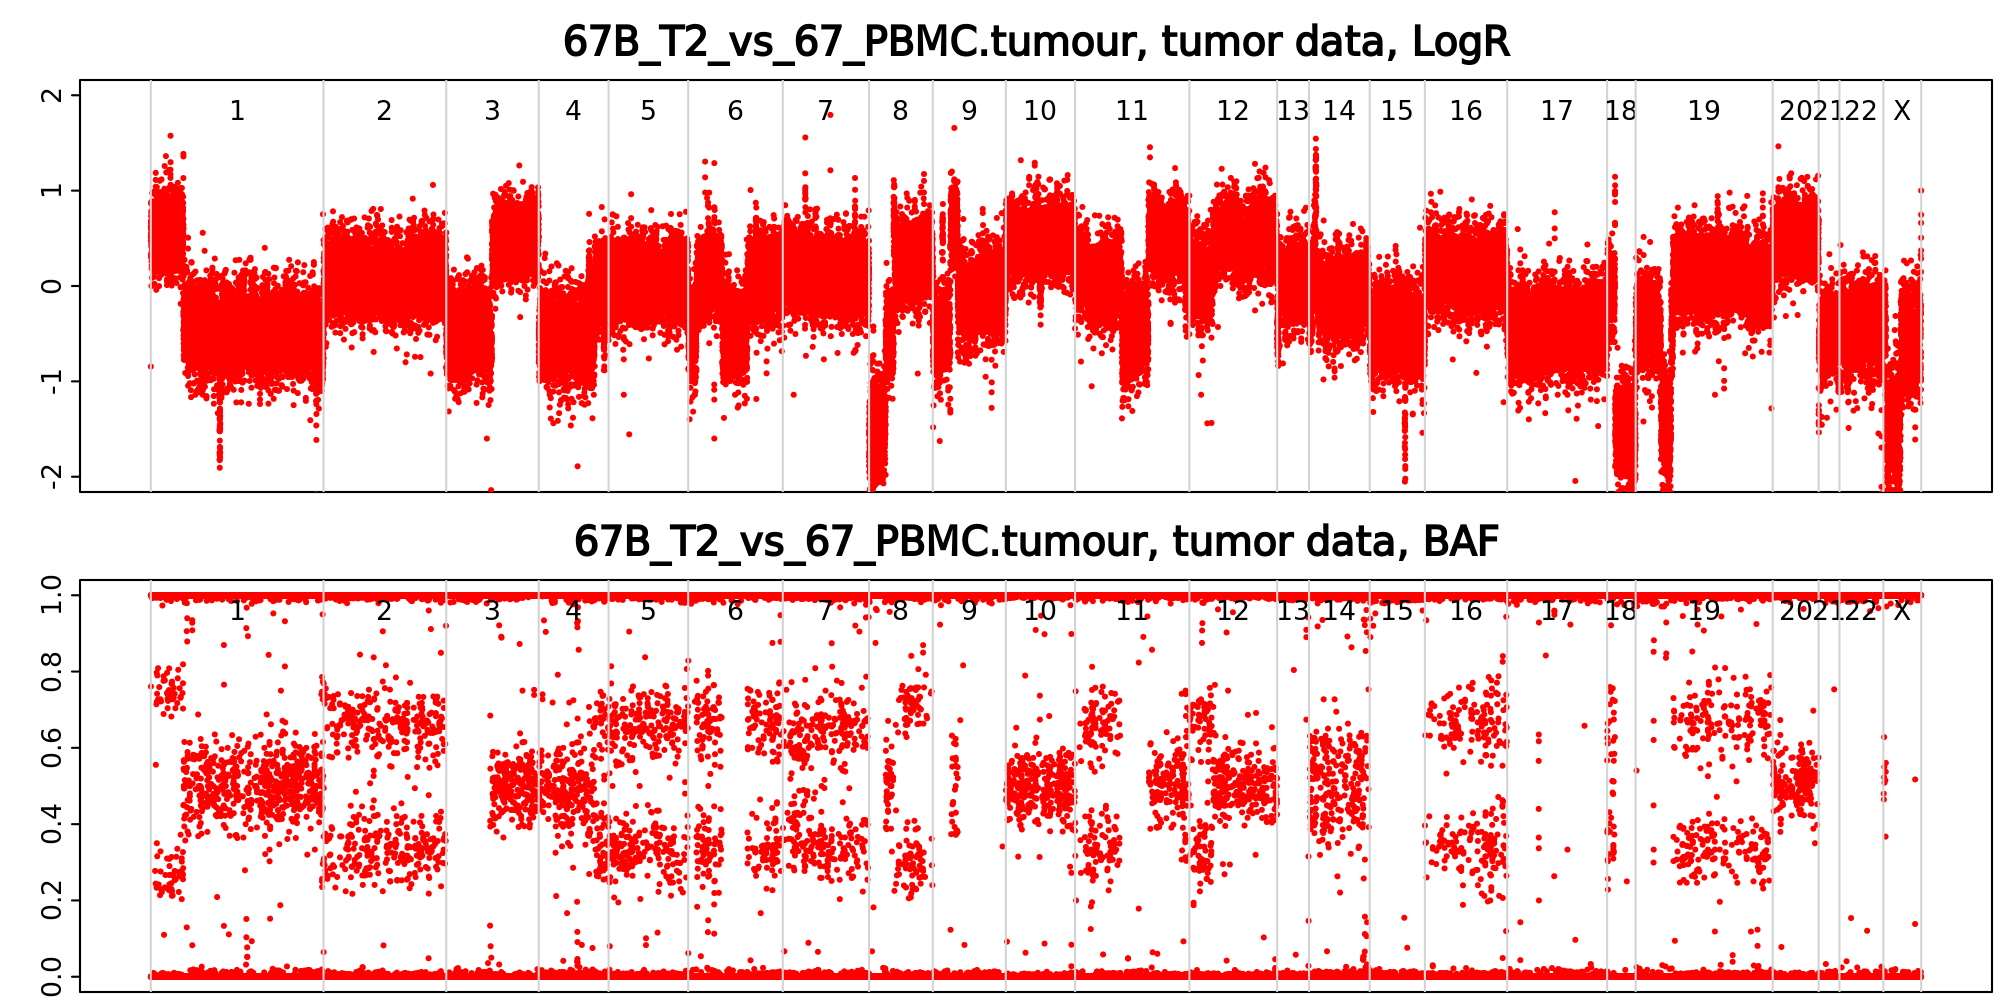 67B_T2_vs_67_PBMC.tumour, tumor data, LogR
2
1
0
-1
-2
1 2 3 4 5 6 7 8 9 10 11 12 13 14 15 16 17 18 19 20 21 22 X
67B_T2_vs_67_PBMC.tumour, tumor data, BAF
1.0
0.8
0.6
0.4
0.2
0.0
1 2 3 4 5 6 7 8 9 10 11 12 13 14 15 16 17 18 19 20 21 22 X